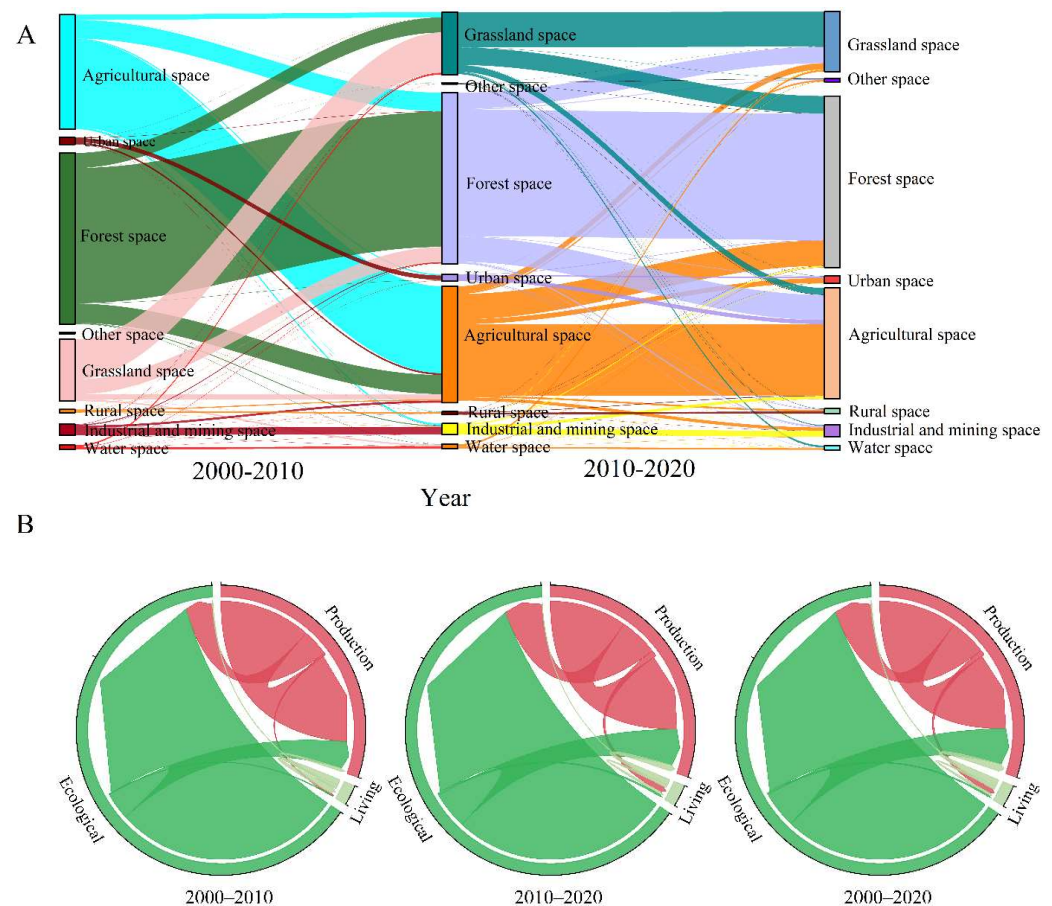 A
Agricultural space
Urban space
Forest space
Other space
Grassland space
Rural space
Industrial and mining space
Water space
Grassland space
Other space
Forest space
Urban space
Agricultural space
Rural space
Industrial and mining space
Water space
Grassland space
Other space
Forest space
Urban space
Agricultural space
Rural space
Industrial and mining space
Water space
2000-2010
2010-2020
Year
B
Production
Living
Ecological
2000–2010
Production
Living
Ecological
2010–2020
Production
Living
Ecological
2000–2020